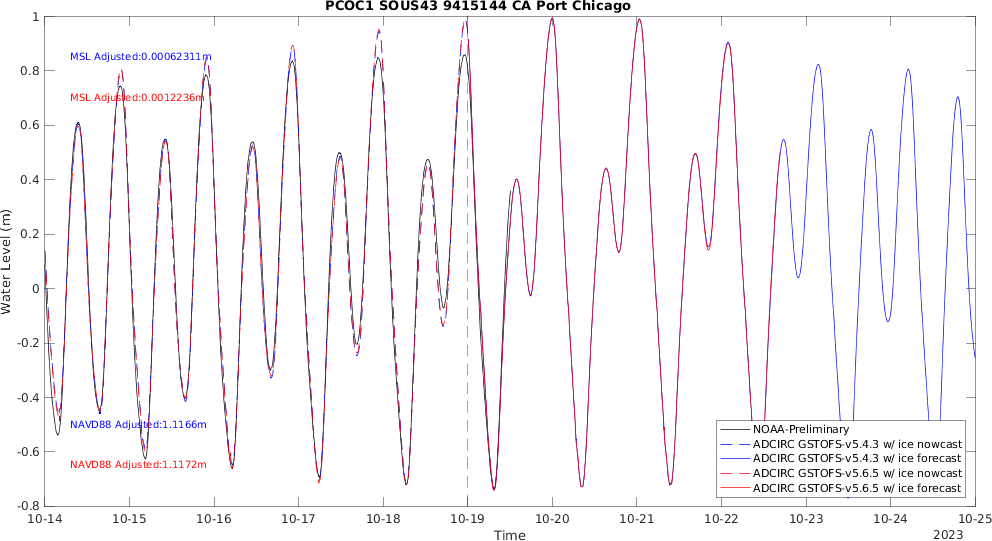 PCOC1 SOUS43 9415144 CA Port Chicago
1
0.8
0.6
0.4
0.2
0
-0.2
-0.4
-0.6
-0.8
Water Level (m)
MSL Adjusted:0.00062311m
MSL Adjusted:0.0012236m
NAVD88 Adjusted:1.1166m
NAVD88 Adjusted:1.1172m
NOAA-Preliminary
ADCIRC GSTOFS-v5.4.3 w/ ice nowcast
ADCIRC GSTOFS-v5.4.3 w/ ice forecast
ADCIRC GSTOFS-v5.6.5 w/ ice nowcast
ADCIRC GSTOFS-v5.6.5 w/ ice forecast
10-14 10-15 10-16 10-17 10-18 10-19 10-20 10-21 10-22 10-23 10-24 10-25
Time
2023